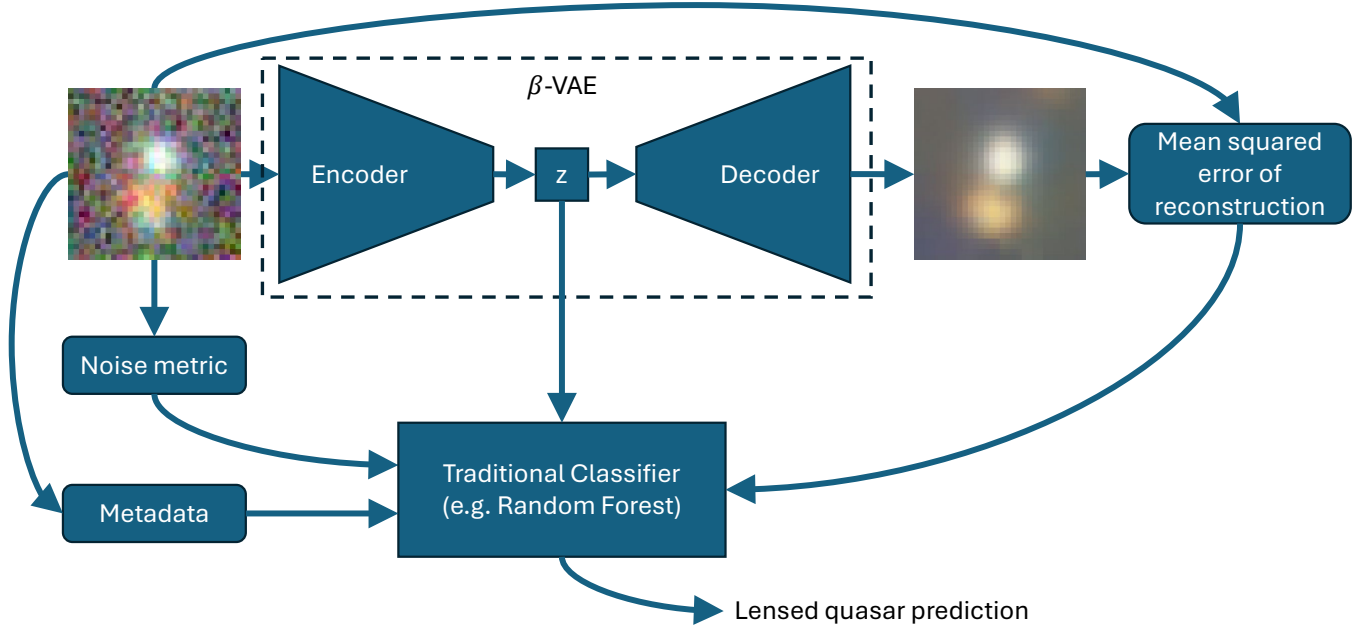 β-VAE
Encoder
z
Decoder
Mean squared
error of
reconstruction
Noise metric
Traditional Classifier
(e.g. Random Forest)
Metadata
Lensed quasar prediction